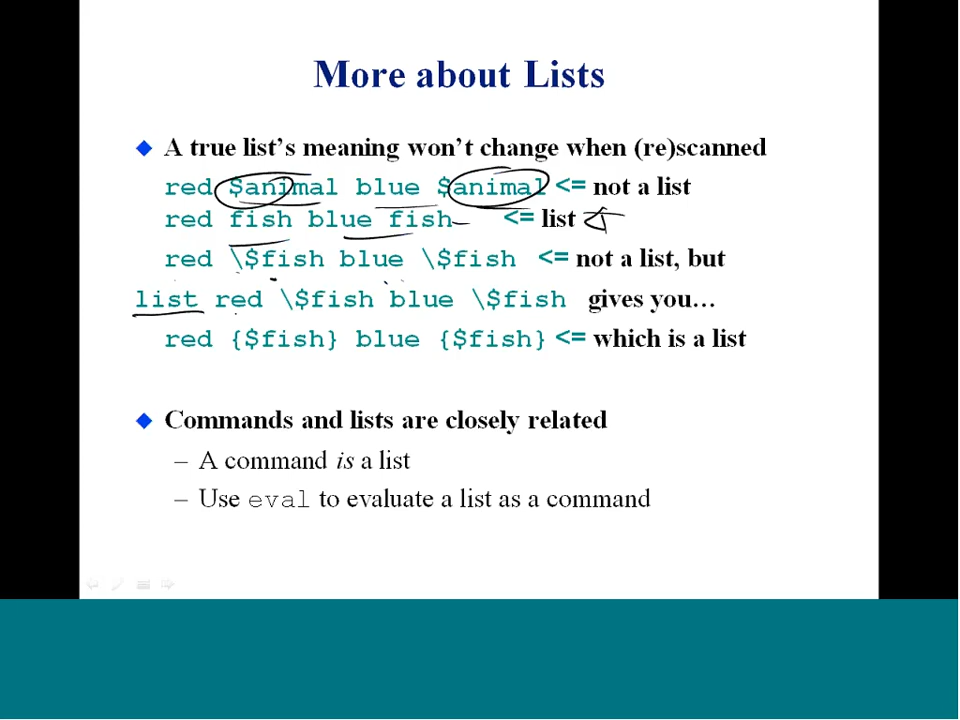 More about Lists
A true list's meaning won't change when (re)scanned
red $animal blue $animal <= not a list
red fish blue fish <= list
red \$fish blue \$fish <= not a list, but
list red \$fish blue \$fish gives you…
red {$fish} blue {$fish} <= which is a list
Commands and lists are closely related
– A command is a list
– Use eval to evaluate a list as a command